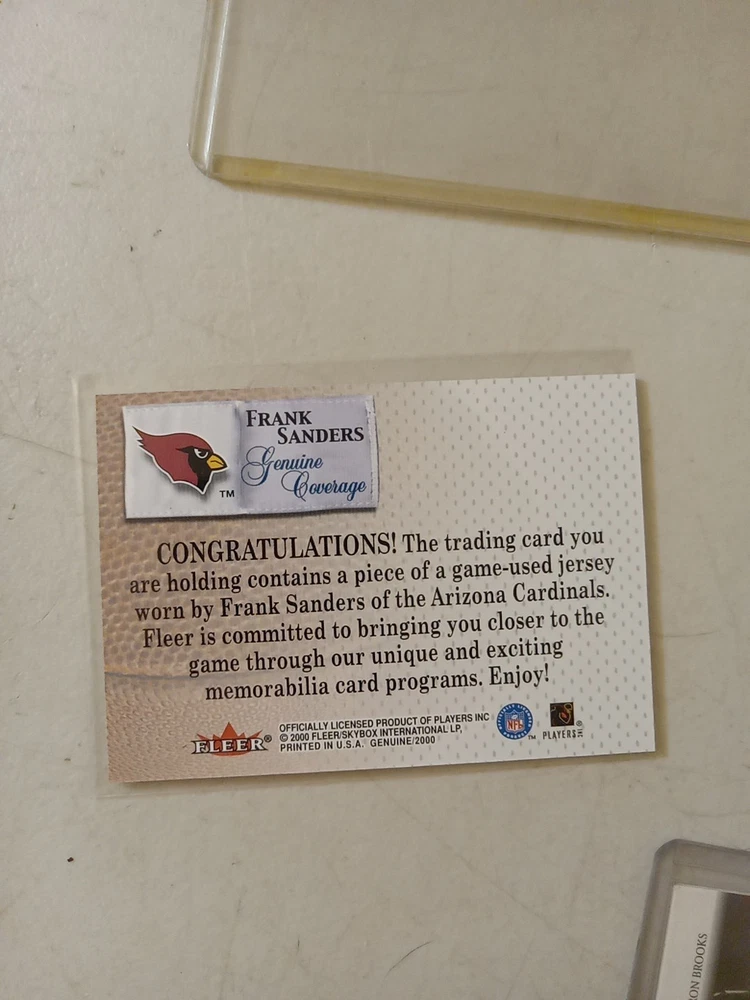 FRANK
SANDERS
Genuine
Coverage
TM
CONGRATULATIONS! The trading card you
are holding contains a piece of a game-used jersey
worn by Frank Sanders of the Arizona Cardinals.
Fleer is committed to bringing you closer to the
game through our unique and exciting
memorabilia card programs. Enjoy!
FLEER®
OFFICIALLY LICENSED PRODUCT OF PLAYERS INC
© 2000 FLEER/SKYBOX INTERNATIONAL LP,
PRINTED IN U.S.A. GENUINE/2000
NFL
TM
PLAYERS INC
BROOKS